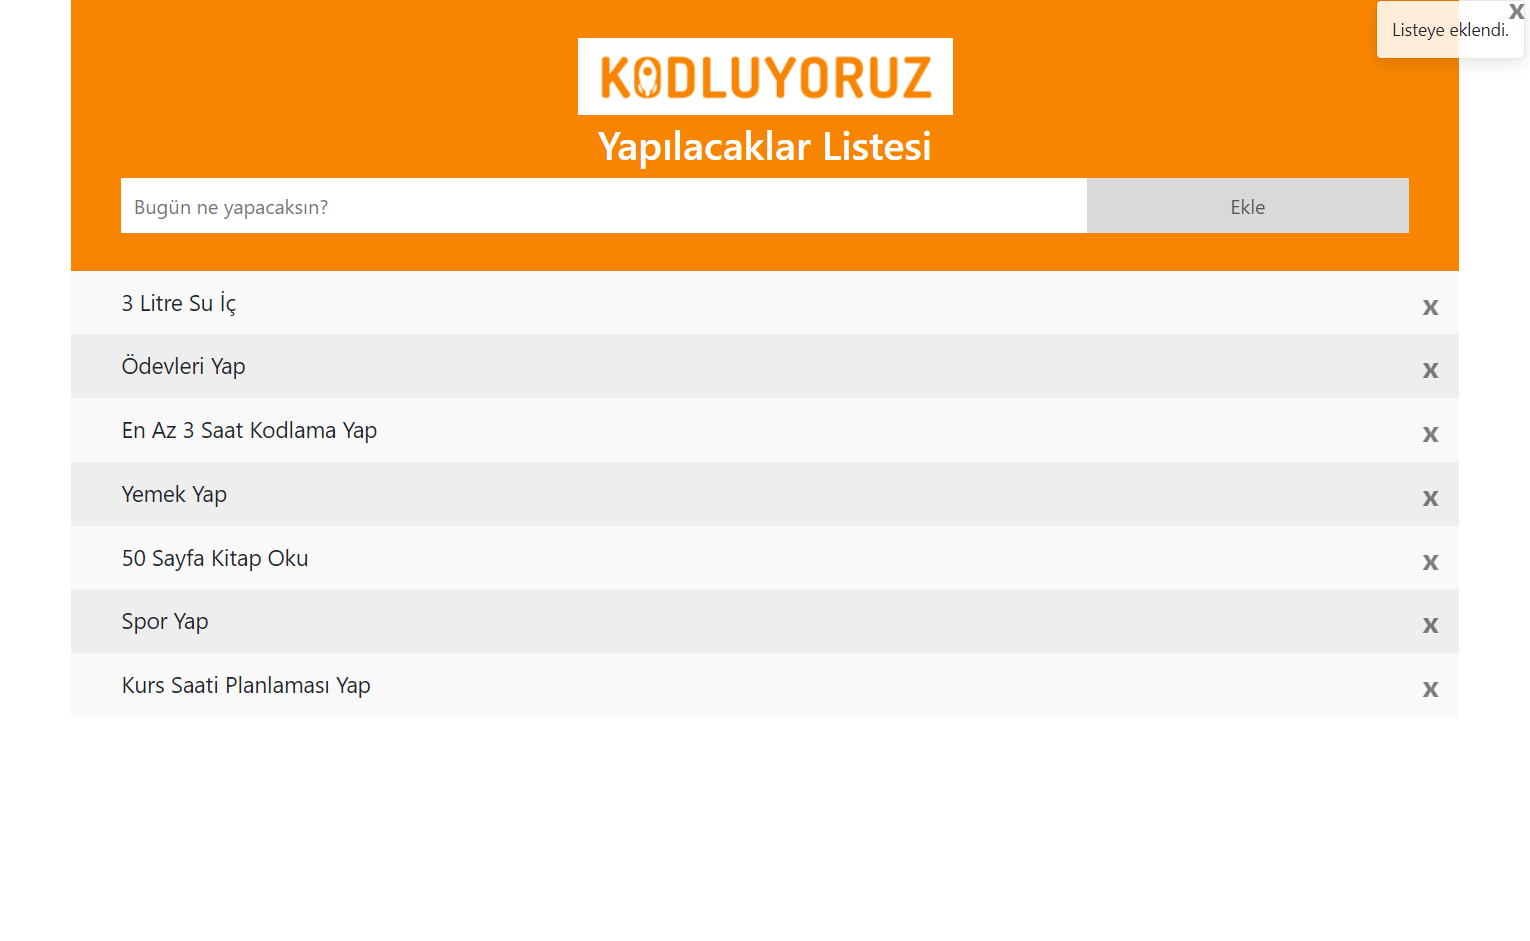 Listeye eklendi.
x
KODLUYORUZ
Yapılacaklar Listesi
Bugün ne yapacaksın?
Ekle
3 Litre Su İç
x
Ödevleri Yap
x
En Az 3 Saat Kodlama Yap
x
Yemek Yap
x
50 Sayfa Kitap Oku
x
Spor Yap
x
Kurs Saati Planlaması Yap
x